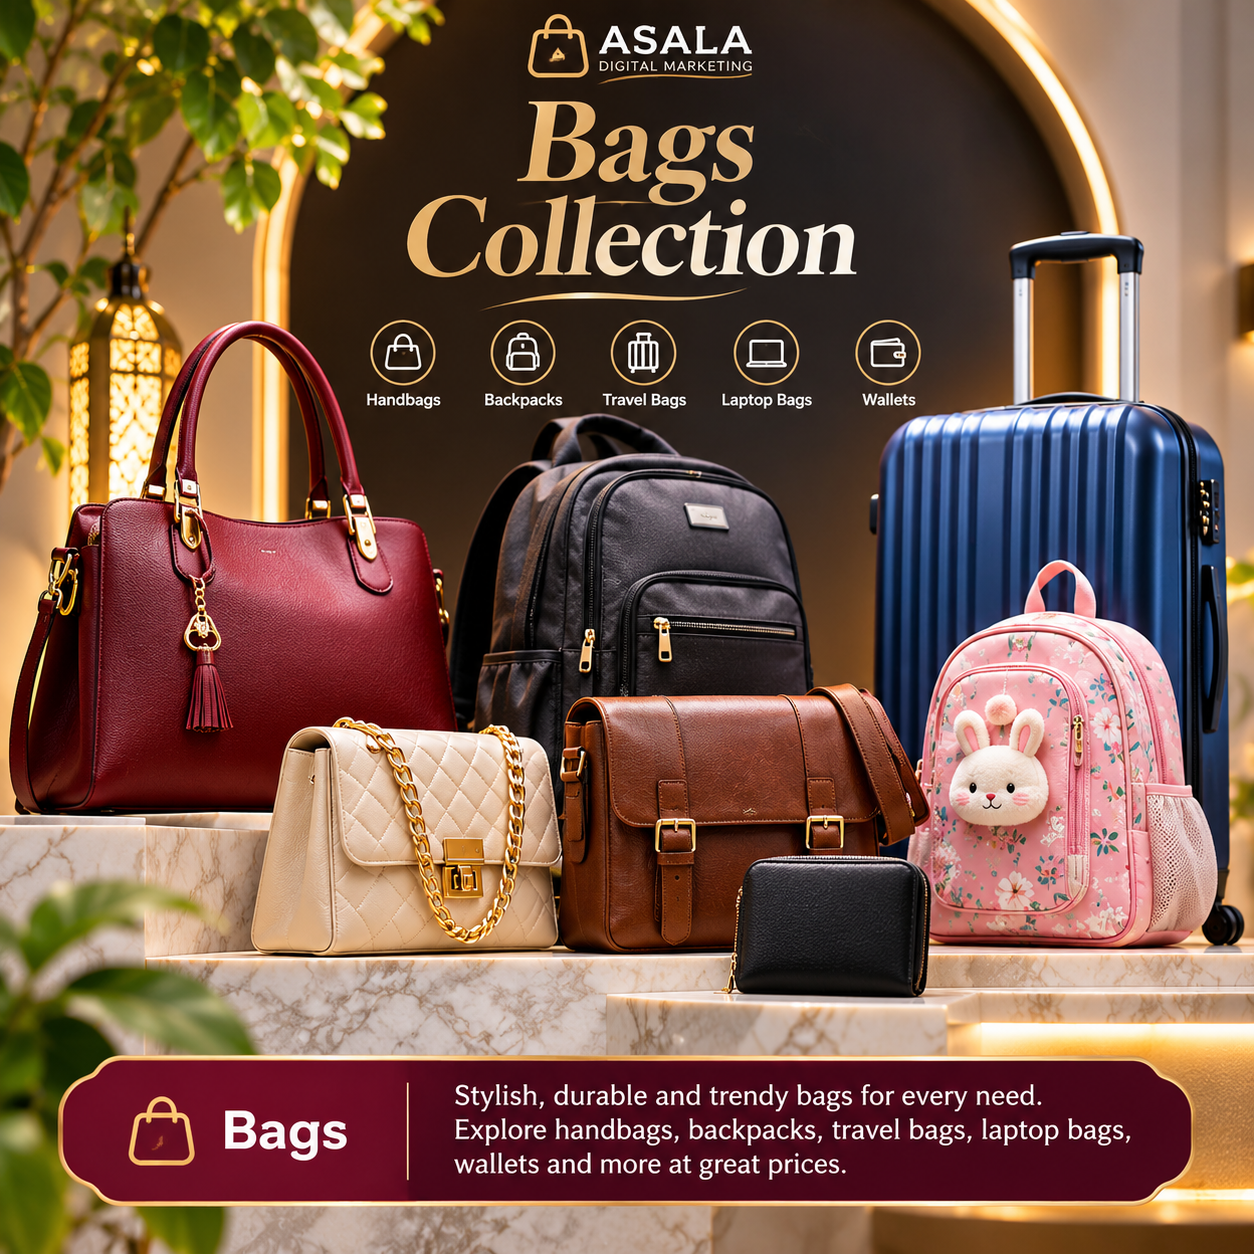 ASALA
DIGITAL MARKETING
Bags
Collection
Handbags
Backpacks
Travel Bags
Laptop Bags
Wallets
Bags
Stylish, durable and trendy bags for every need.
Explore handbags, backpacks, travel bags, laptop bags,
wallets and more at great prices.